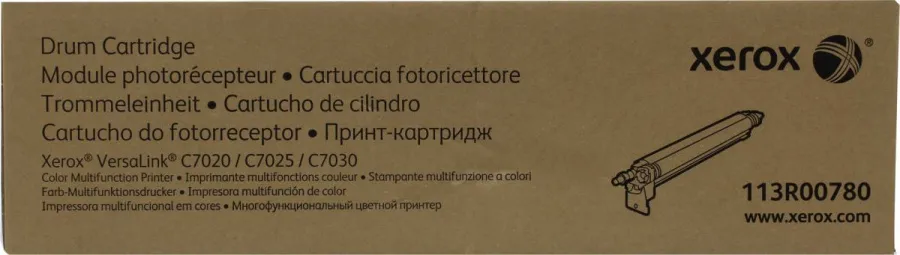 Drum Cartridge
Module photorécepteur • Cartuccia fotoricettore
Trommeleinheit • Cartucho de cilindro
Cartucho do fotorreceptor • Принт-картридж
Xerox® VersaLink® C7020 / C7025 / C7030
Color Multifunction Printer • Imprimante multifonctions couleur • Stampante multifunzione a colori
Farb-Multifunktionsdrucker • Impresora multifunción de color
Impressora multifuncional em cores • Многофункциональный цветной принтер
xerox ®
113R00780
www.xerox.com